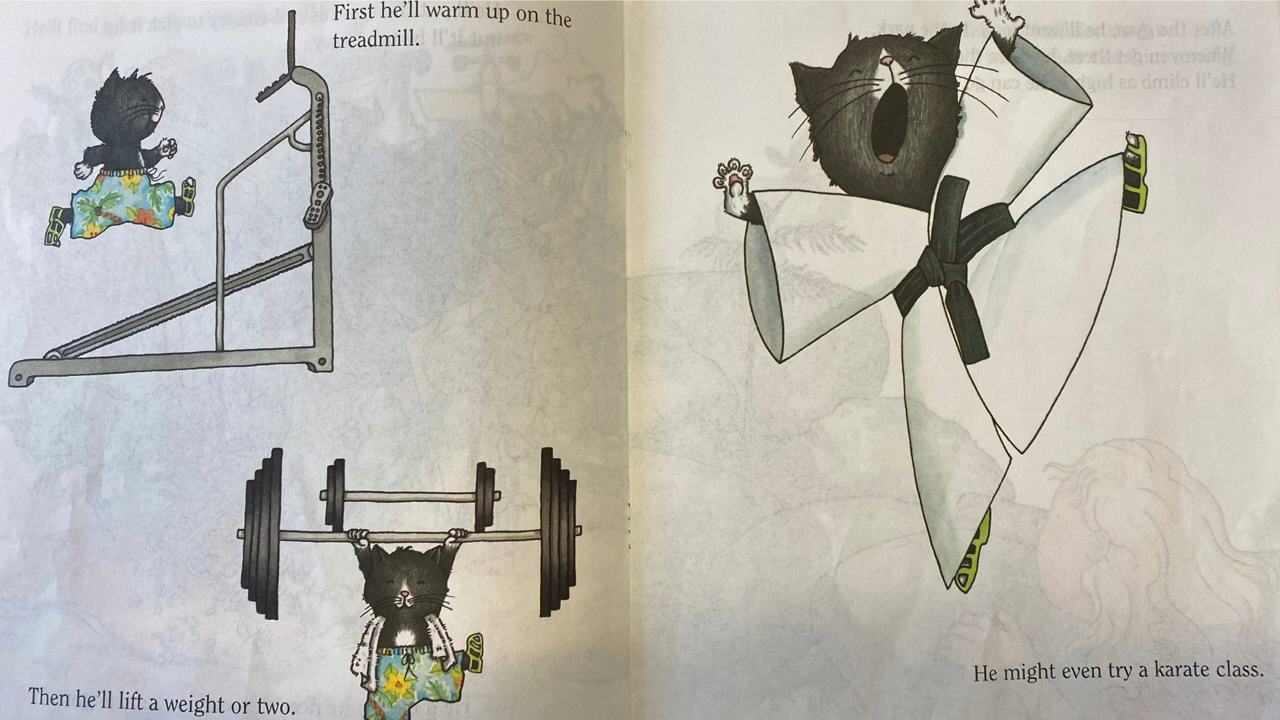 First he'll warm up on the
treadmill.
Then he'll lift a weight or two.
He might even try a karate class.